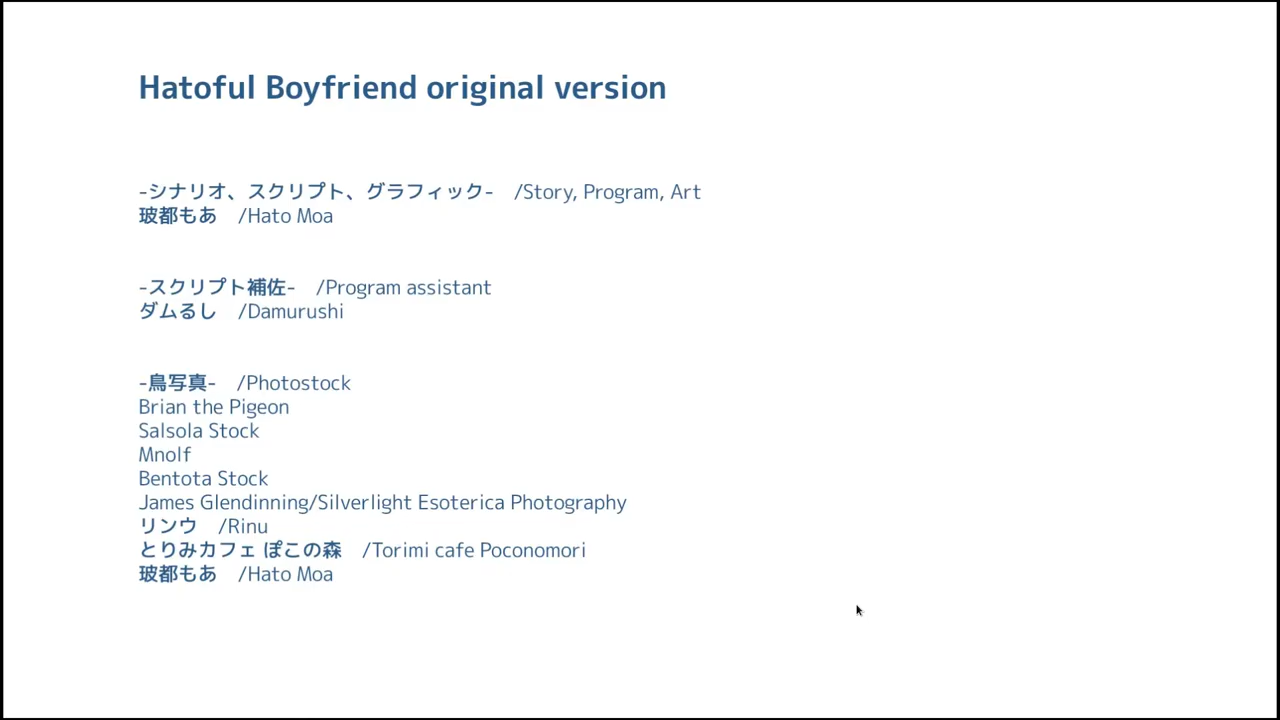 Hatoful Boyfriend original version
-シナリオ、スクリプト、グラフィック-　/Story, Program, Art
玻都もあ　/Hato Moa
-スクリプト補佐-　/Program assistant
ダムるし　/Damurushi
-鳥写真-　/Photostock
Brian the Pigeon
Salsola Stock
Mnolf
Bentota Stock
James Glendinning/Silverlight Esoterica Photography
リンウ　/Rinu
とりみカフェ ぽこの森　/Torimi cafe Poconomori
玻都もあ　/Hato Moa